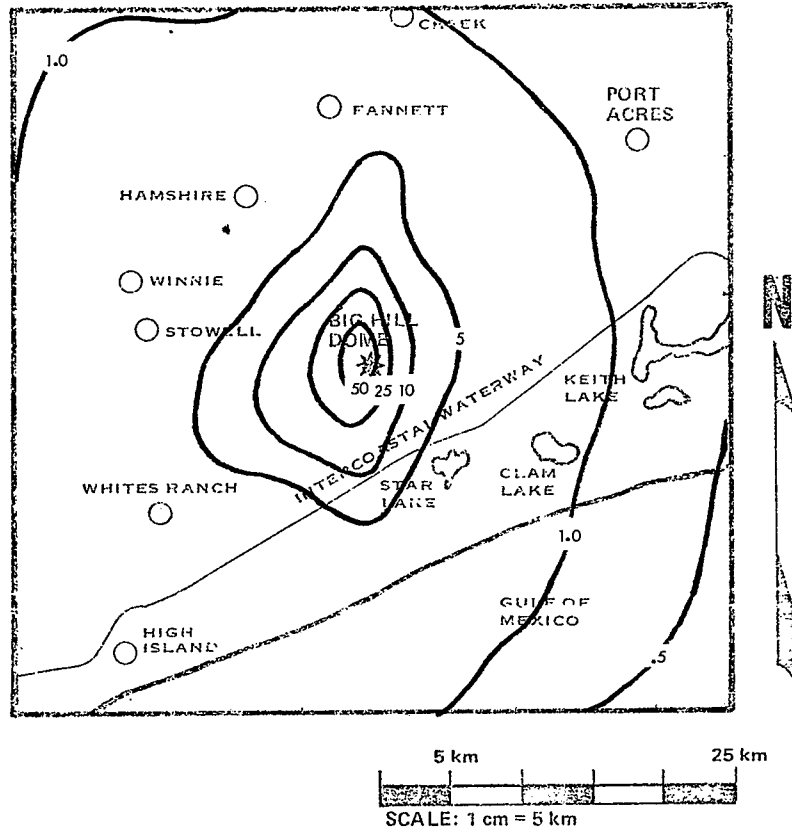 CREEK
1.0
FANNETT
PORT
ACRES
HAMSHIRE
WINNIE
N
STOWELL
BIG HILL
DOME
5
50 25 10
KEITH
LAKE
INTERCOASTAL WATERWAY
STAR
LAKE
CLAM
LAKE
WHITES RANCH
1.0
GULF OF
MEXICO
HIGH
ISLAND
.5
5 km
25 km
SCALE: 1 cm = 5 km